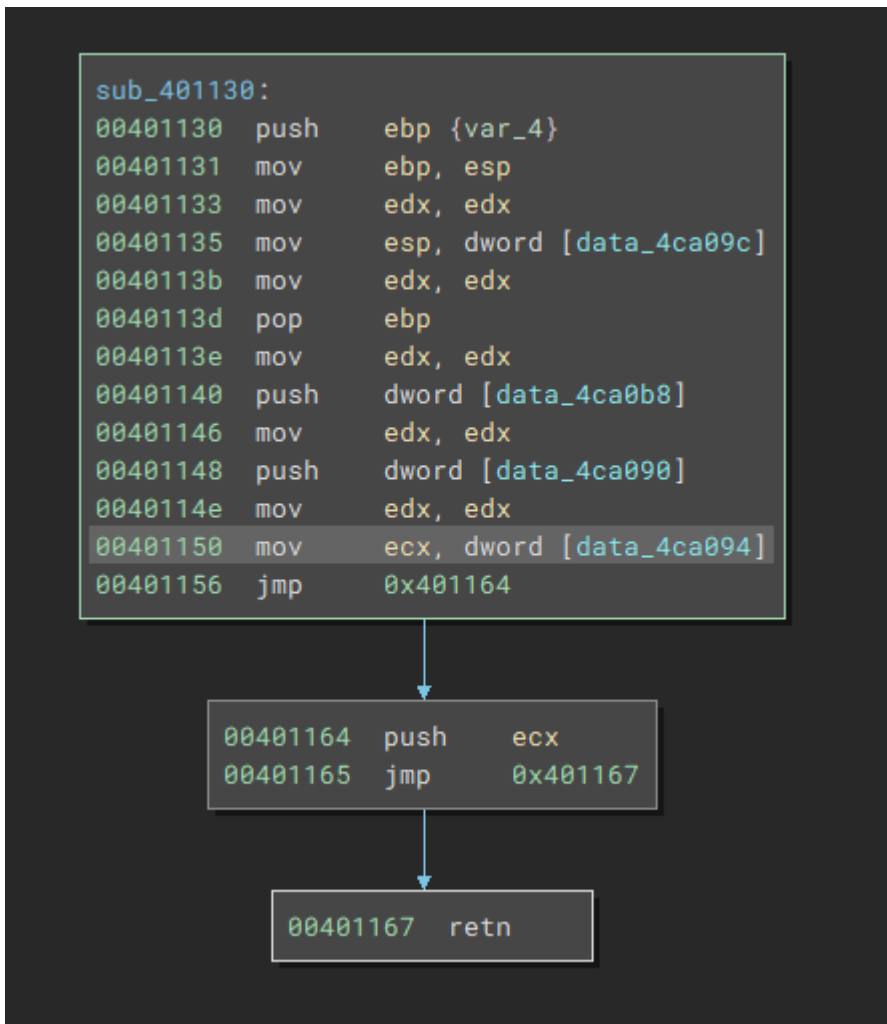 sub_401130:
00401130 push ebp {var_4}
00401131 mov ebp, esp
00401133 mov edx, edx
00401135 mov esp, dword [data_4ca09c]
0040113b mov edx, edx
0040113d pop ebp
0040113e mov edx, edx
00401140 push dword [data_4ca0b8]
00401146 mov edx, edx
00401148 push dword [data_4ca090]
0040114e mov edx, edx
00401150 mov ecx, dword [data_4ca094]
00401156 jmp 0x401164
00401164 push ecx
00401165 jmp 0x401167
00401167 retn